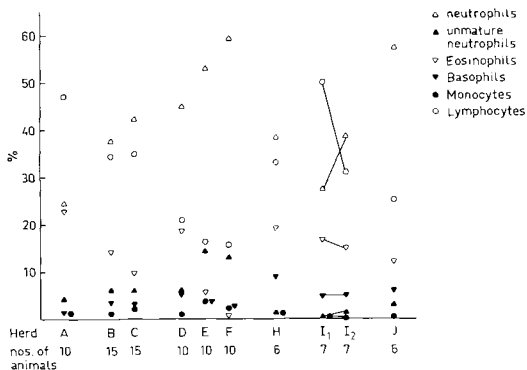 neutrophils
unmature
neutrophils
Eosinophils
Basophils
Monocytes
Lymphocytes
60
50
40
%
30
20
10
Herd A B C D E F H I1 I2 J
nos. of 10 15 15 10 10 10 6 7 7 6
animals